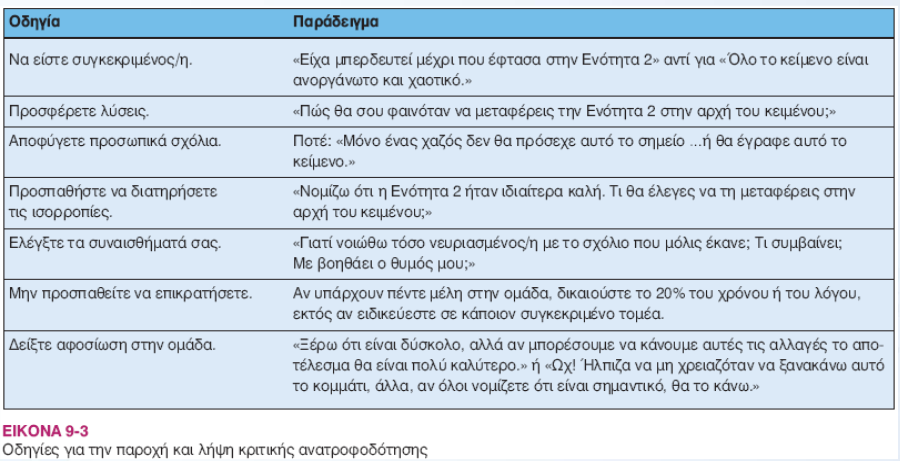 Οδηγία Παράδειγμα
Να είστε συγκεκριμένος/η. «Είχα μπερδευτεί μέχρι που έφτασα στην Ενότητα 2» αντί για «Όλο το κείμενο είναι
ανοργάνωτο και χαοτικό.»
Προσφέρετε λύσεις. «Πώς θα σου φαινόταν να μεταφέρεις την Ενότητα 2 στην αρχή του κειμένου;»
Αποφύγετε προσωπικά σχόλια. Ποτέ: «Μόνο ένας χαζός δεν θα πρόσεχε αυτό το σημείο ...ή θα έγραφε αυτό το
κείμενο.»
Προσπαθήστε να διατηρήσετε «Νομίζω ότι η Ενότητα 2 ήταν ιδιαίτερα καλή. Τι θα έλεγες να τη μεταφέρεις στην
τις ισορροπίες. αρχή του κειμένου;»
Ελέγξτε τα συναισθήματά σας. «Γιατί νοιώθω τόσο νευριασμένος/η με το σχόλιο που μόλις έκανε; Τι συμβαίνει;
Με βοηθάει ο θυμός μου;»
Μην προσπαθείτε να επικρατήσετε. Αν υπάρχουν πέντε μέλη στην ομάδα, δικαιούστε το 20% του χρόνου ή του λόγου,
εκτός αν ειδικεύεστε σε κάποιον συγκεκριμένο τομέα.
Δείξτε αφοσίωση στην ομάδα. «Ξέρω ότι είναι δύσκολο, αλλά αν μπορέσουμε να κάνουμε αυτές τις αλλαγές το απο-
τέλεσμα θα είναι πολύ καλύτερο.» ή «Ωχ! Ήλπιζα να μη χρειαζόταν να ξανακάνω αυτό
το κομμάτι, άλλα, αν όλοι νομίζετε ότι είναι σημαντικό, θα το κάνω.»
ΕΙΚΟΝΑ 9-3
Οδηγίες για την παροχή και λήψη κριτικής ανατροφοδότησης